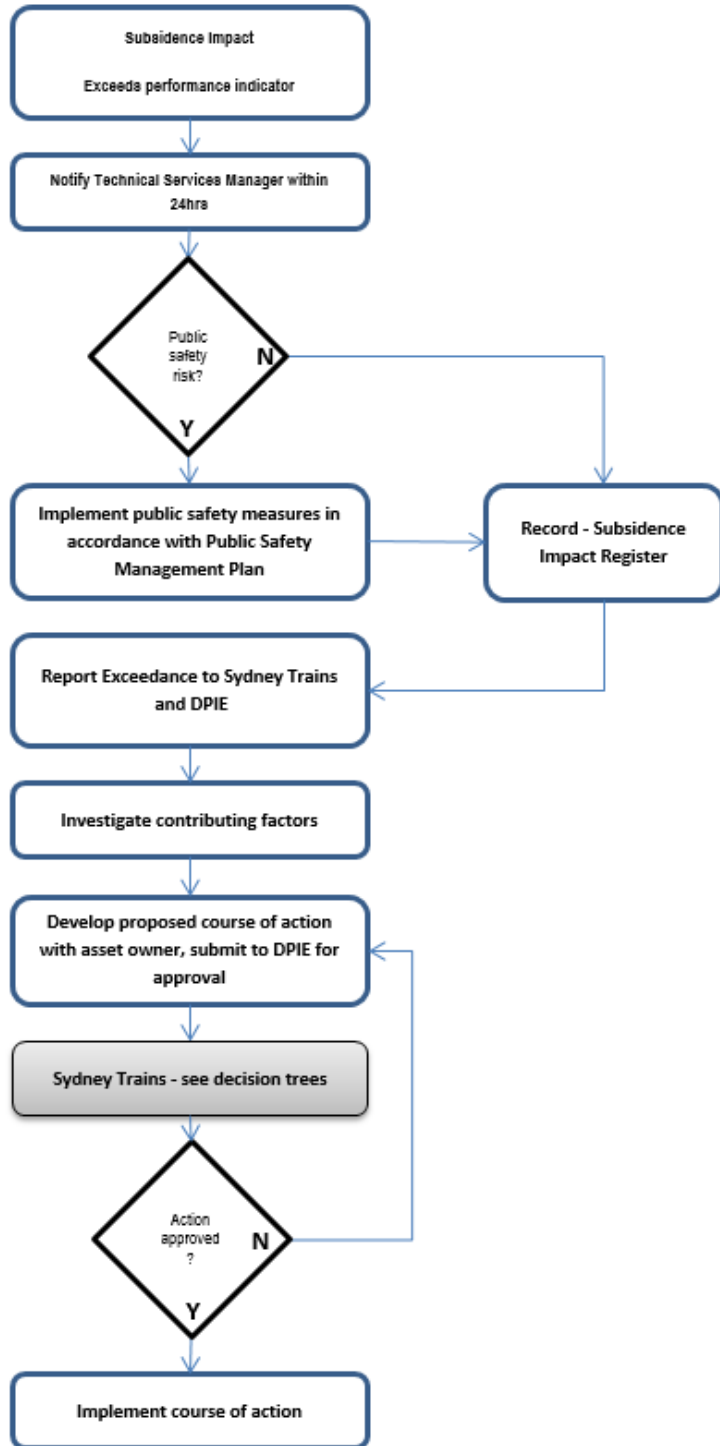 Subsidence Impact
Exceeds performance indicator
Notify Technical Services Manager within
24hrs
Public
safety
risk?
N
Y
Implement public safety measures in
accordance with Public Safety
Management Plan
Record - Subsidence
Impact Register
Report Exceedance to Sydney Trains
and DPIE
Investigate contributing factors
Develop proposed course of action
with asset owner, submit to DPIE for
approval
Sydney Trains - see decision trees
Action
approved
?
N
Y
Implement course of action